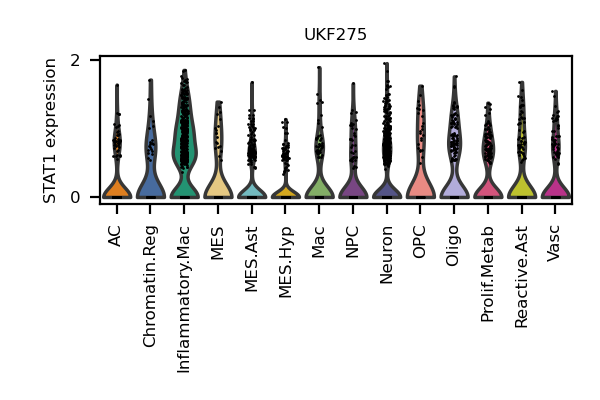 UKF275
STAT1 expression
2
0
AC
Chromatin.Reg
Inflammatory.Mac
MES
MES.Ast
MES.Hyp
Mac
NPC
Neuron
OPC
Oligo
Prolif.Metab
Reactive.Ast
Vasc